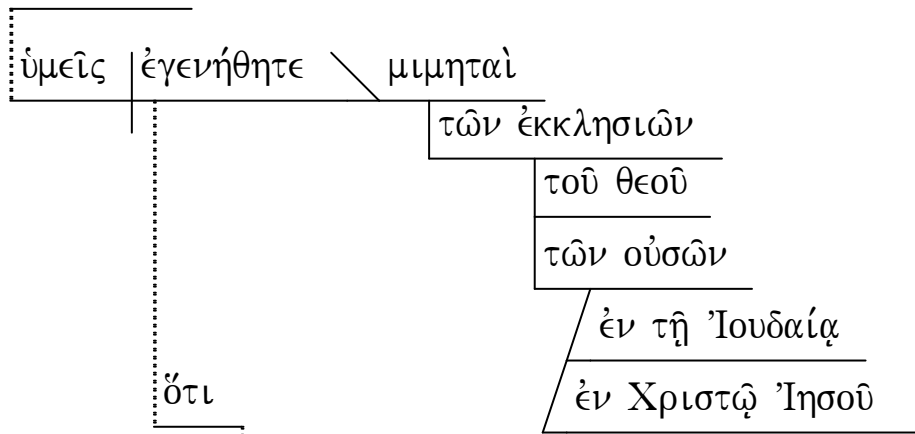 ὑμεῖς ἐγενήθητε μιμηταὶ
τῶν ἐκκλησιῶν
τοῦ θεοῦ
τῶν οὐσῶν
ἐν τῇ Ἰουδαίᾳ
ὅτι
ἐν Χριστῷ Ἰησοῦ